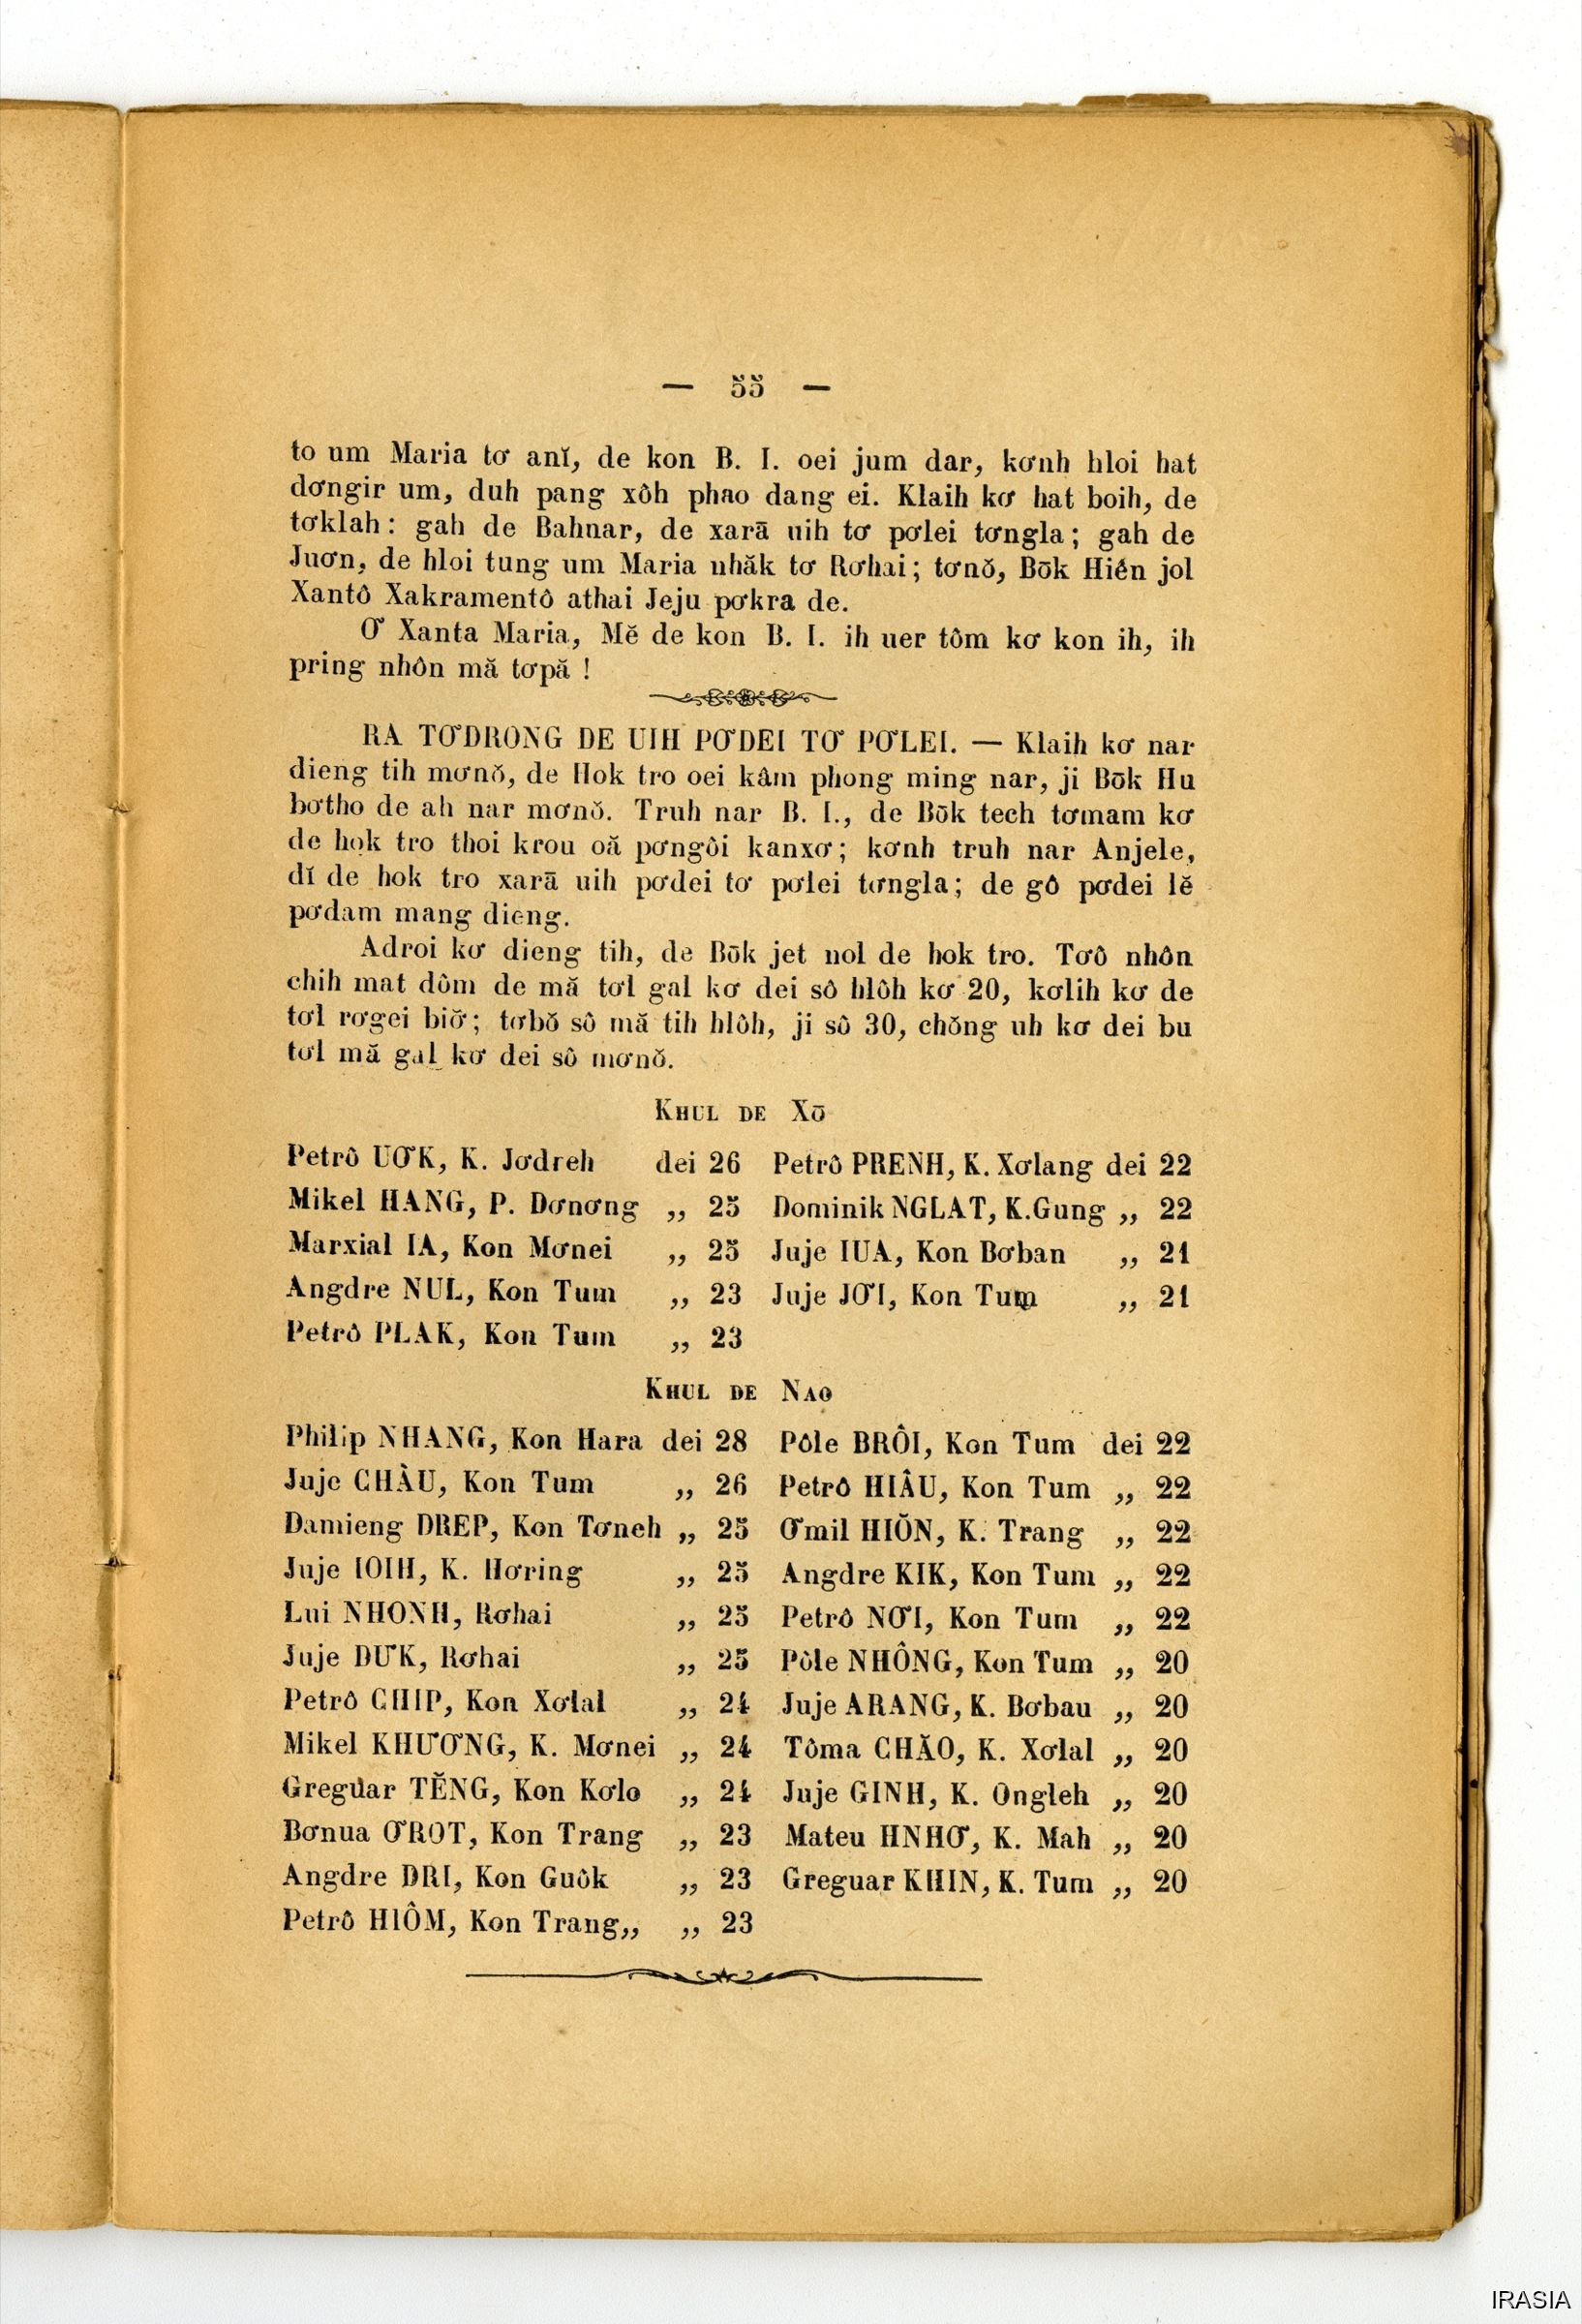 — 55 —
to um Maria tơ anĭ, de kon B. I. oei jum dar, kơnh hloi hat
dơngir um, duh pang xôh phao dang ei. Klaih kơ hat boih, de
tơklah: gah de Bahnar, de xarā uih tơ pơlei tơngla; gah de
Juơn, de hloi tung um Maria nhăk tơ Rơhai; tơnŏ, Bōk Hiến jol
Xantô Xakramentô athai Jeju pơkra de.
Ơ Xanta Maria, Mĕ de kon B. I. ih uer tôm kơ kon ih, ih
pring nhôn mă tơpă !
RA TƠDRONG DE UIH PƠDEI TƠ PƠLEI. — Klaih kơ nar
dieng tih mơnŏ, de Hok tro oei kâm phong ming nar, ji Bōk Hu
bơtho de ah nar mơnŏ. Truh nar B. I., de Bōk tech tơmam kơ
de hok tro thoi krou oă pơngôi kanxơ; kơnh truh nar Anjele,
dĭ de hok tro xarā uih pơdei tơ pơlei tơngla; de gô pơdei lĕ
pơdam mang dieng.
Adroi kơ dieng tih, de Bōk jet nol de hok tro. Tơô nhôn
chih mat dôm de mă tơl gal kơ dei sô hlôh kơ 20, kơlih kơ de
tơl rơgei biơ̆; tơbŏ sô mă tih hlôh, ji sô 30, chŏng uh kơ dei bu
tơl mă gal kơ dei sô mơnŏ.
KHUL DE XŌ
Petrô UƠK, K. Jơdreh dei 26 Petrô PRENH, K. Xơlang dei 22
Mikel HANG, P. Dơnơng „ 25 Dominik NGLAT, K.Gung „ 22
Marxial IA, Kon Mơnei „ 25 Juje IUA, Kon Bơban „ 21
Angdre NUL, Kon Tum „ 23 Juje JƠI, Kon Tum „ 21
Petrô PLAK, Kon Tum „ 23
KHUL DE NAO
Philip NHANG, Kon Hara dei 28 Pôle BRÔI, Kon Tum dei 22
Juje CHÂU, Kon Tum „ 26 Petrô HIÂU, Kon Tum „ 22
Damieng DREP, Kon Tơneh „ 25 Ơmil HIŎN, K. Trang „ 22
Juje IOIH, K. Hơring „ 25 Angdre KIK, Kon Tum „ 22
Lui NHONH, Rơhai „ 25 Petrô NƠI, Kon Tum „ 22
Juje DƯK, Rơhai „ 25 Pôle NHÔNG, Kon Tum „ 20
Petrô CHIP, Kon Xơlal „ 24 Juje ARANG, K. Bơbau „ 20
Mikel KHƯƠNG, K. Mơnei „ 24 Tôma CHĂO, K. Xơlal „ 20
Greguar TĔNG, Kon Kơlo „ 24 Juje GINH, K. Ongleh „ 20
Bơnua ƠROT, Kon Trang „ 23 Mateu HNHƠ, K. Mah „ 20
Angdre DRI, Kon Guôk „ 23 Greguar KHIN, K. Tum „ 20
Petrô HIÔM, Kon Trang„ „ 23
IRASIA